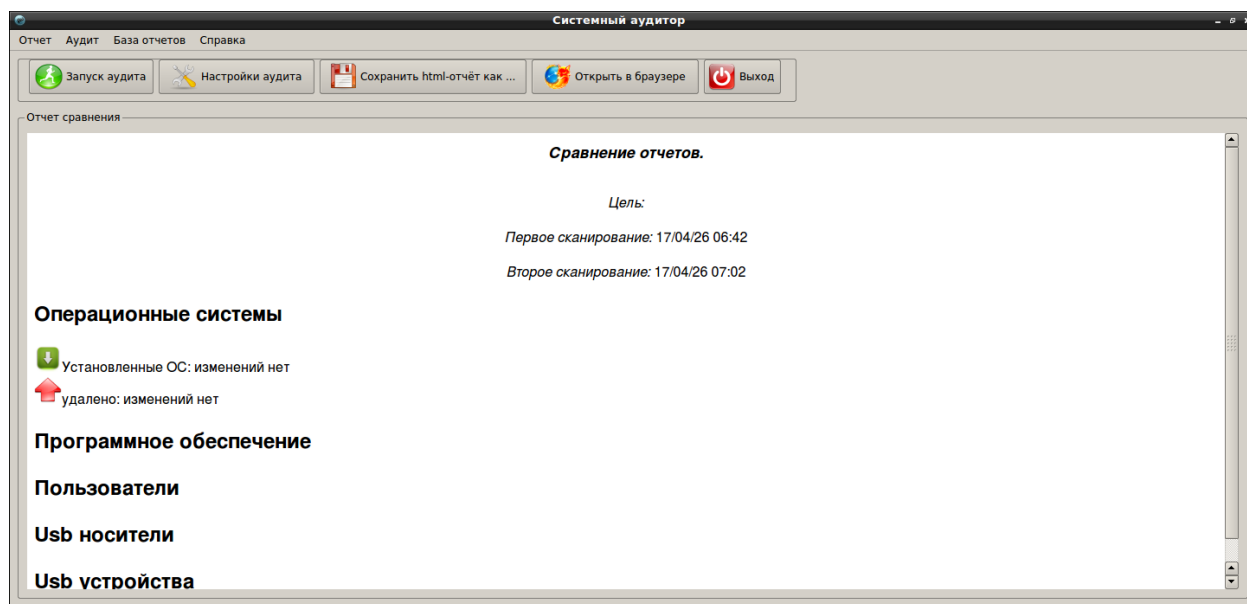 Системный аудитор
Отчет Аудит База отчетов Справка
Запуск аудита Настройки аудита Сохранить html-отчёт как ... Открыть в браузере Выход
Отчет сравнения
Сравнение отчетов.
Цель:
Первое сканирование: 17/04/26 06:42
Второе сканирование: 17/04/26 07:02
Операционные системы
Установленные ОС: изменений нет
удалено: изменений нет
Программное обеспечение
Пользователи
Usb носители
Usb устройства